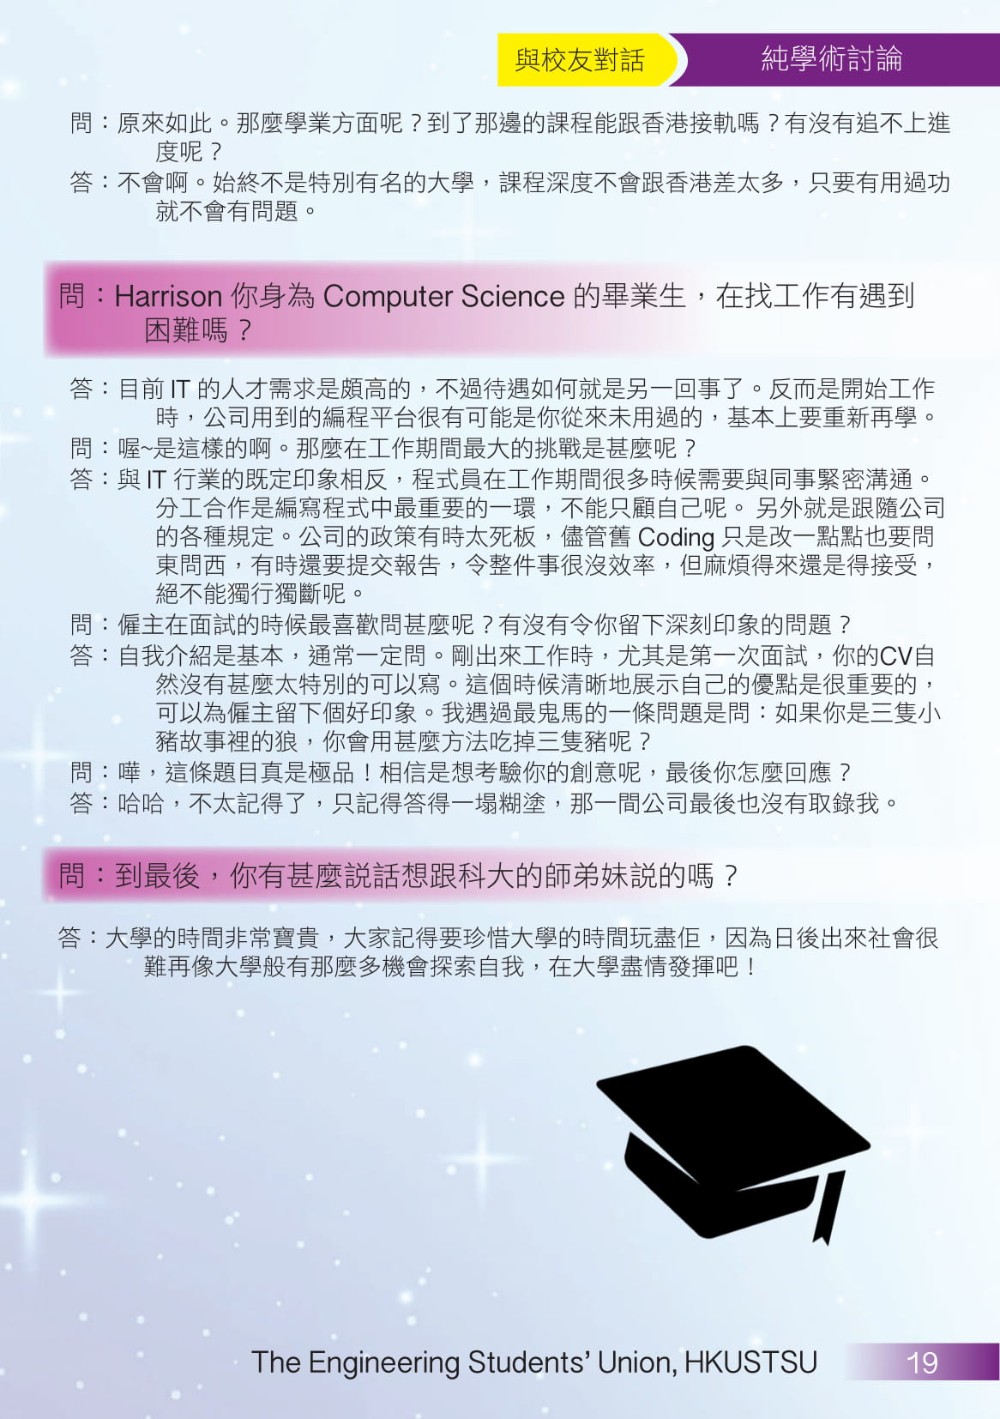 與校友對話 純學術討論
問：原來如此。那麼學業方面呢？到了那邊的課程能跟香港接軌嗎？有沒有追不上進
度呢？
答：不會啊。始終不是特別有名的大學，課程深度不會跟香港差太多，只要有用過功
就不會有問題。
問：Harrison 你身為 Computer Science 的畢業生，在找工作有遇到
困難嗎？
答：目前 IT 的人才需求是頗高的，不過待遇如何就是另一回事了。反而是開始工作
時，公司用到的編程平台很有可能是你從來未用過的，基本上要重新再學。
問：喔~是這樣的啊。那麼在工作期間最大的挑戰是甚麼呢？
答：與 IT 行業的既定印象相反，程式員在工作期間很多時候需要與同事緊密溝通。
分工合作是編寫程式中最重要的一環，不能只顧自己呢。 另外就是跟隨公司
的各種規定。公司的政策有時太死板，儘管舊 Coding 只是改一點點也要問
東問西，有時還要提交報告，令整件事很沒效率，但麻煩得來還是得接受，
絕不能獨行獨斷呢。
問：僱主在面試的時候最喜歡問甚麼呢？有沒有令你留下深刻印象的問題？
答：自我介紹是基本，通常一定問。剛出來工作時，尤其是第一次面試，你的CV自
然沒有甚麼太特別的可以寫。這個時候清晰地展示自己的優點是很重要的，
可以為僱主留下個好印象。我遇過最鬼馬的一條問題是問：如果你是三隻小
豬故事裡的狼，你會用甚麼方法吃掉三隻豬呢？
問：嘩，這條題目真是極品！相信是想考驗你的創意呢，最後你怎麼回應？
答：哈哈，不太記得了，只記得答得一塌糊塗，那一間公司最後也沒有取錄我。
問：到最後，你有甚麼説話想跟科大的師弟妹説的嗎？
答：大學的時間非常寶貴，大家記得要珍惜大學的時間玩盡佢，因為日後出來社會很
難再像大學般有那麼多機會探索自我，在大學盡情發揮吧！
The Engineering Students’ Union, HKUSTSU 19